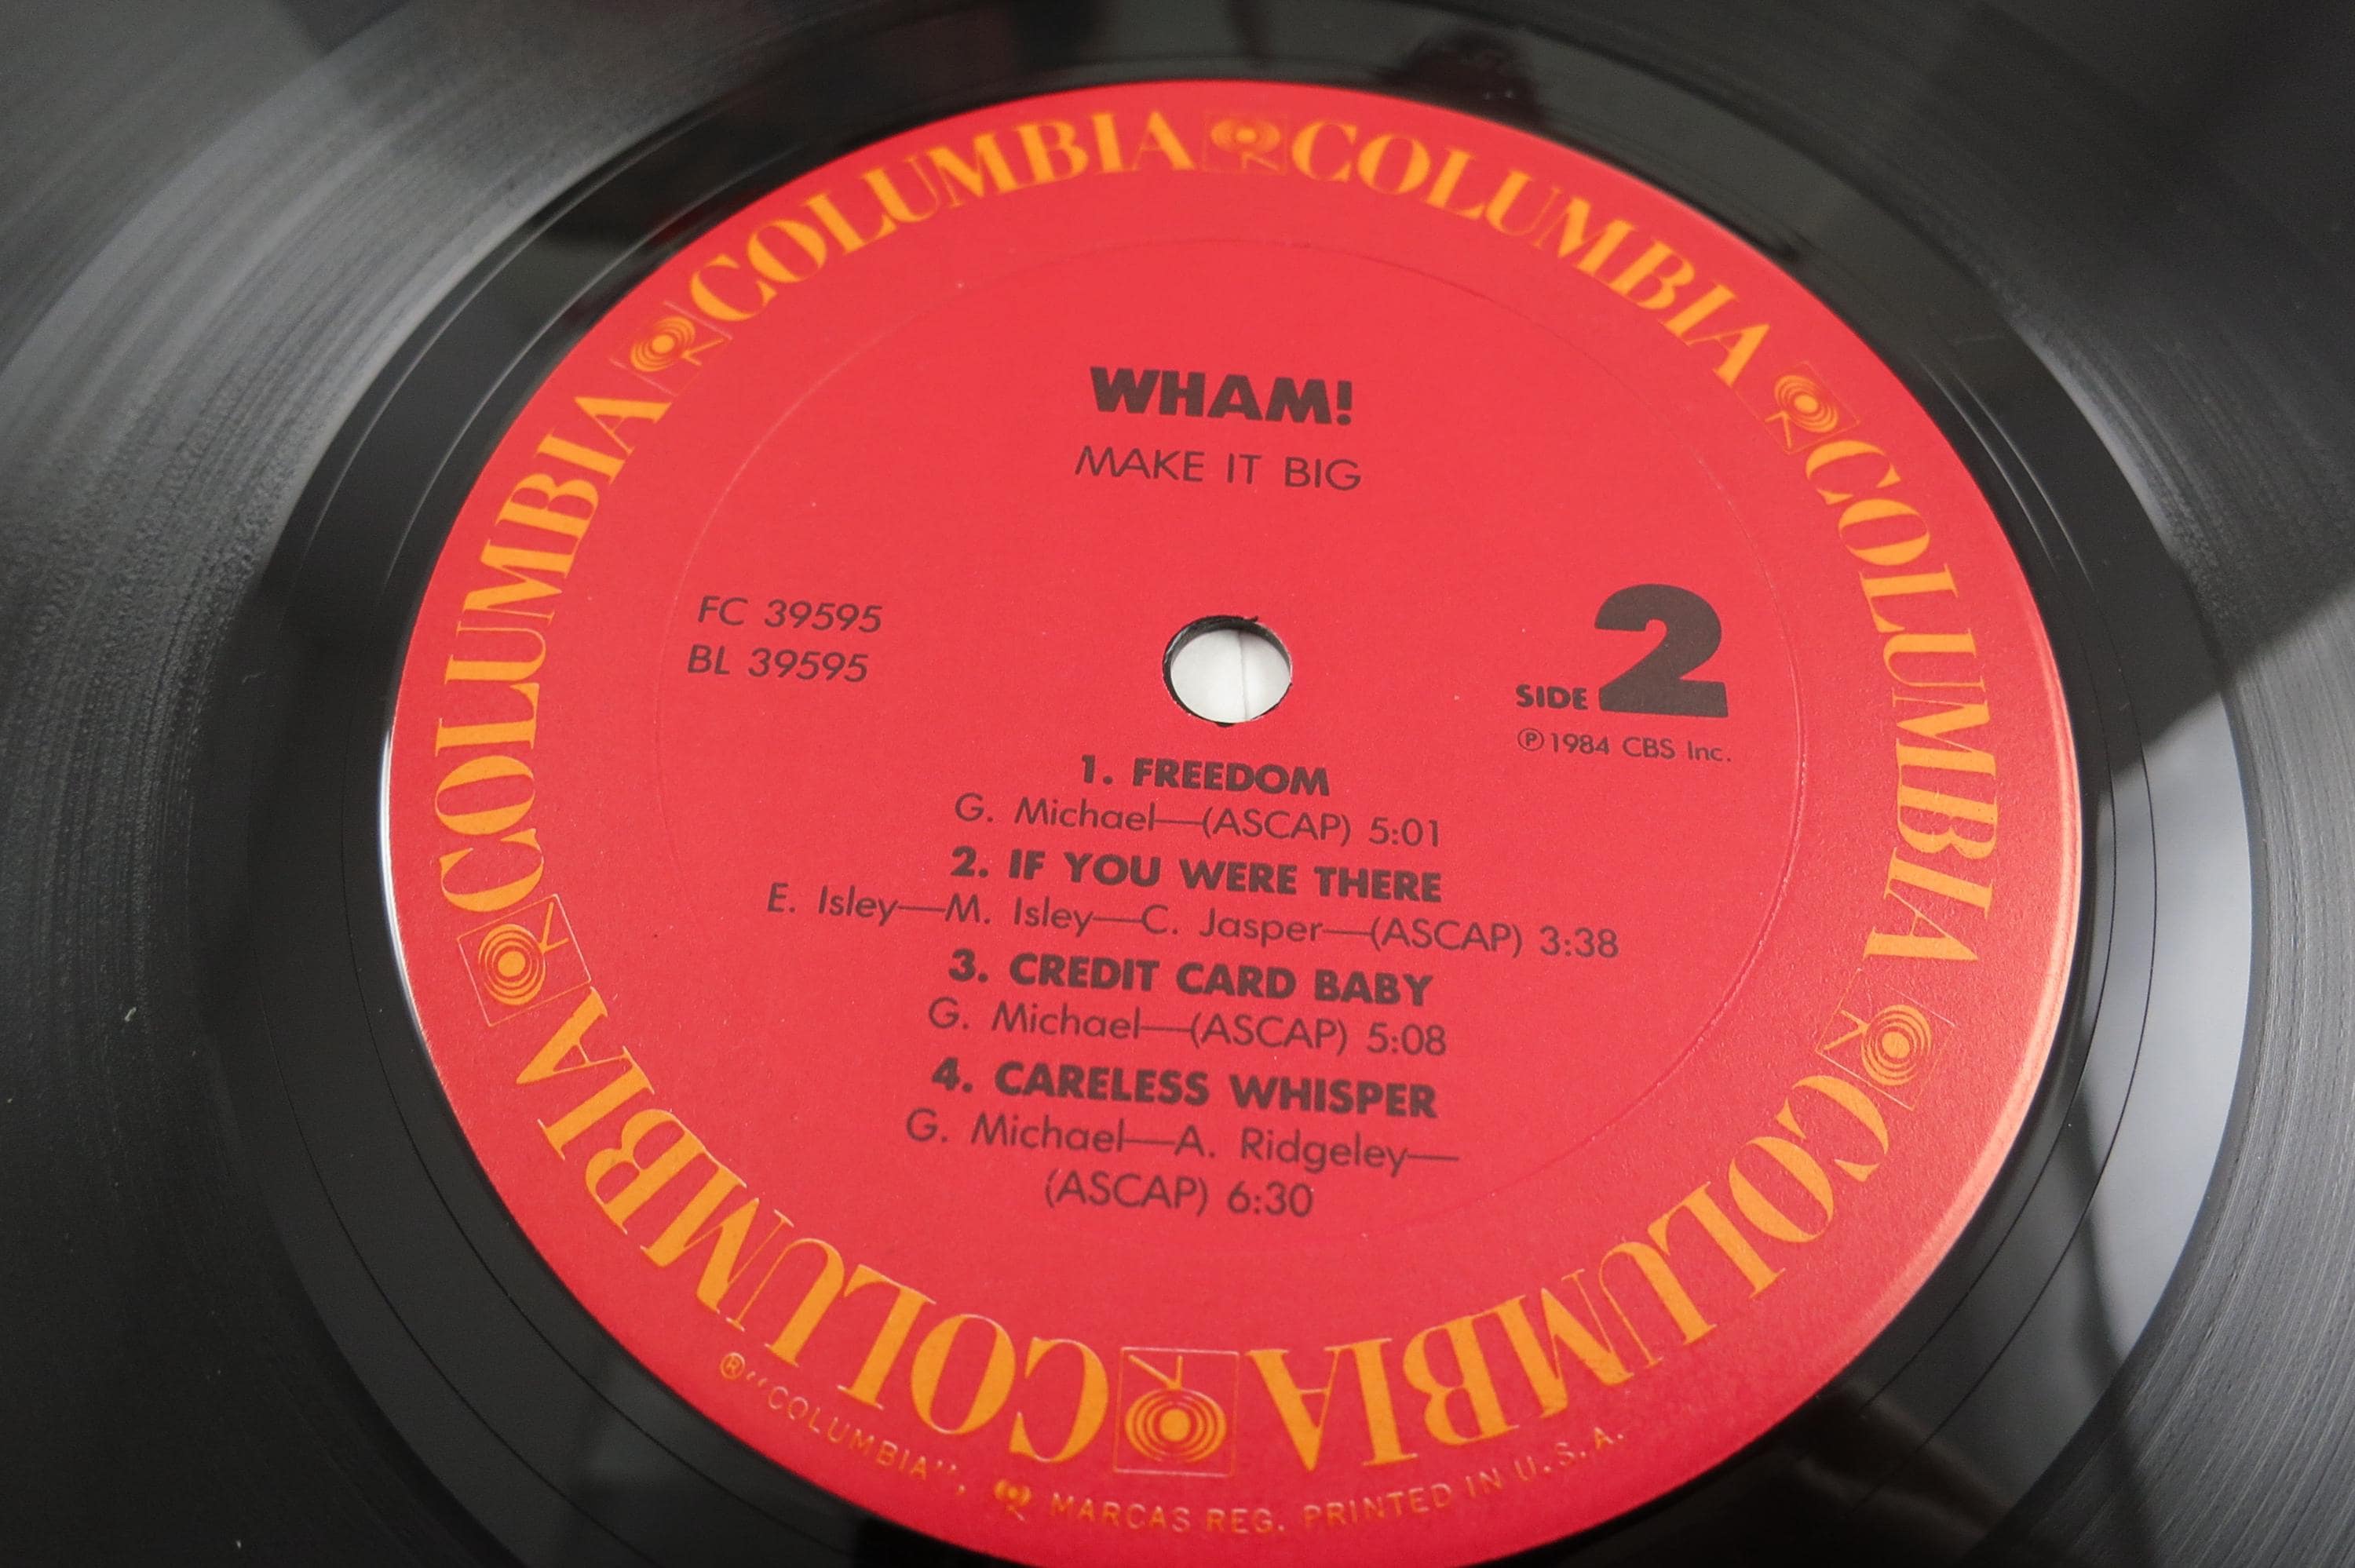 COLUMBIA COLUMBIA COLUMBIA COLUMBIA COLUMBIA COLUMBIA
WHAM!
MAKE IT BIG
FC 39595
BL 39595
SIDE 2
Ⓟ1984 CBS Inc.
1. FREEDOM
G. Michael—(ASCAP) 5:01
2. IF YOU WERE THERE
E. Isley—M. Isley—C. Jasper—(ASCAP) 3:38
3. CREDIT CARD BABY
G. Michael—(ASCAP) 5:08
4. CARELESS WHISPER
G. Michael—A. Ridgeley—
(ASCAP) 6:30
®“COLUMBIA”, MARCAS REG. PRINTED IN U.S.A.